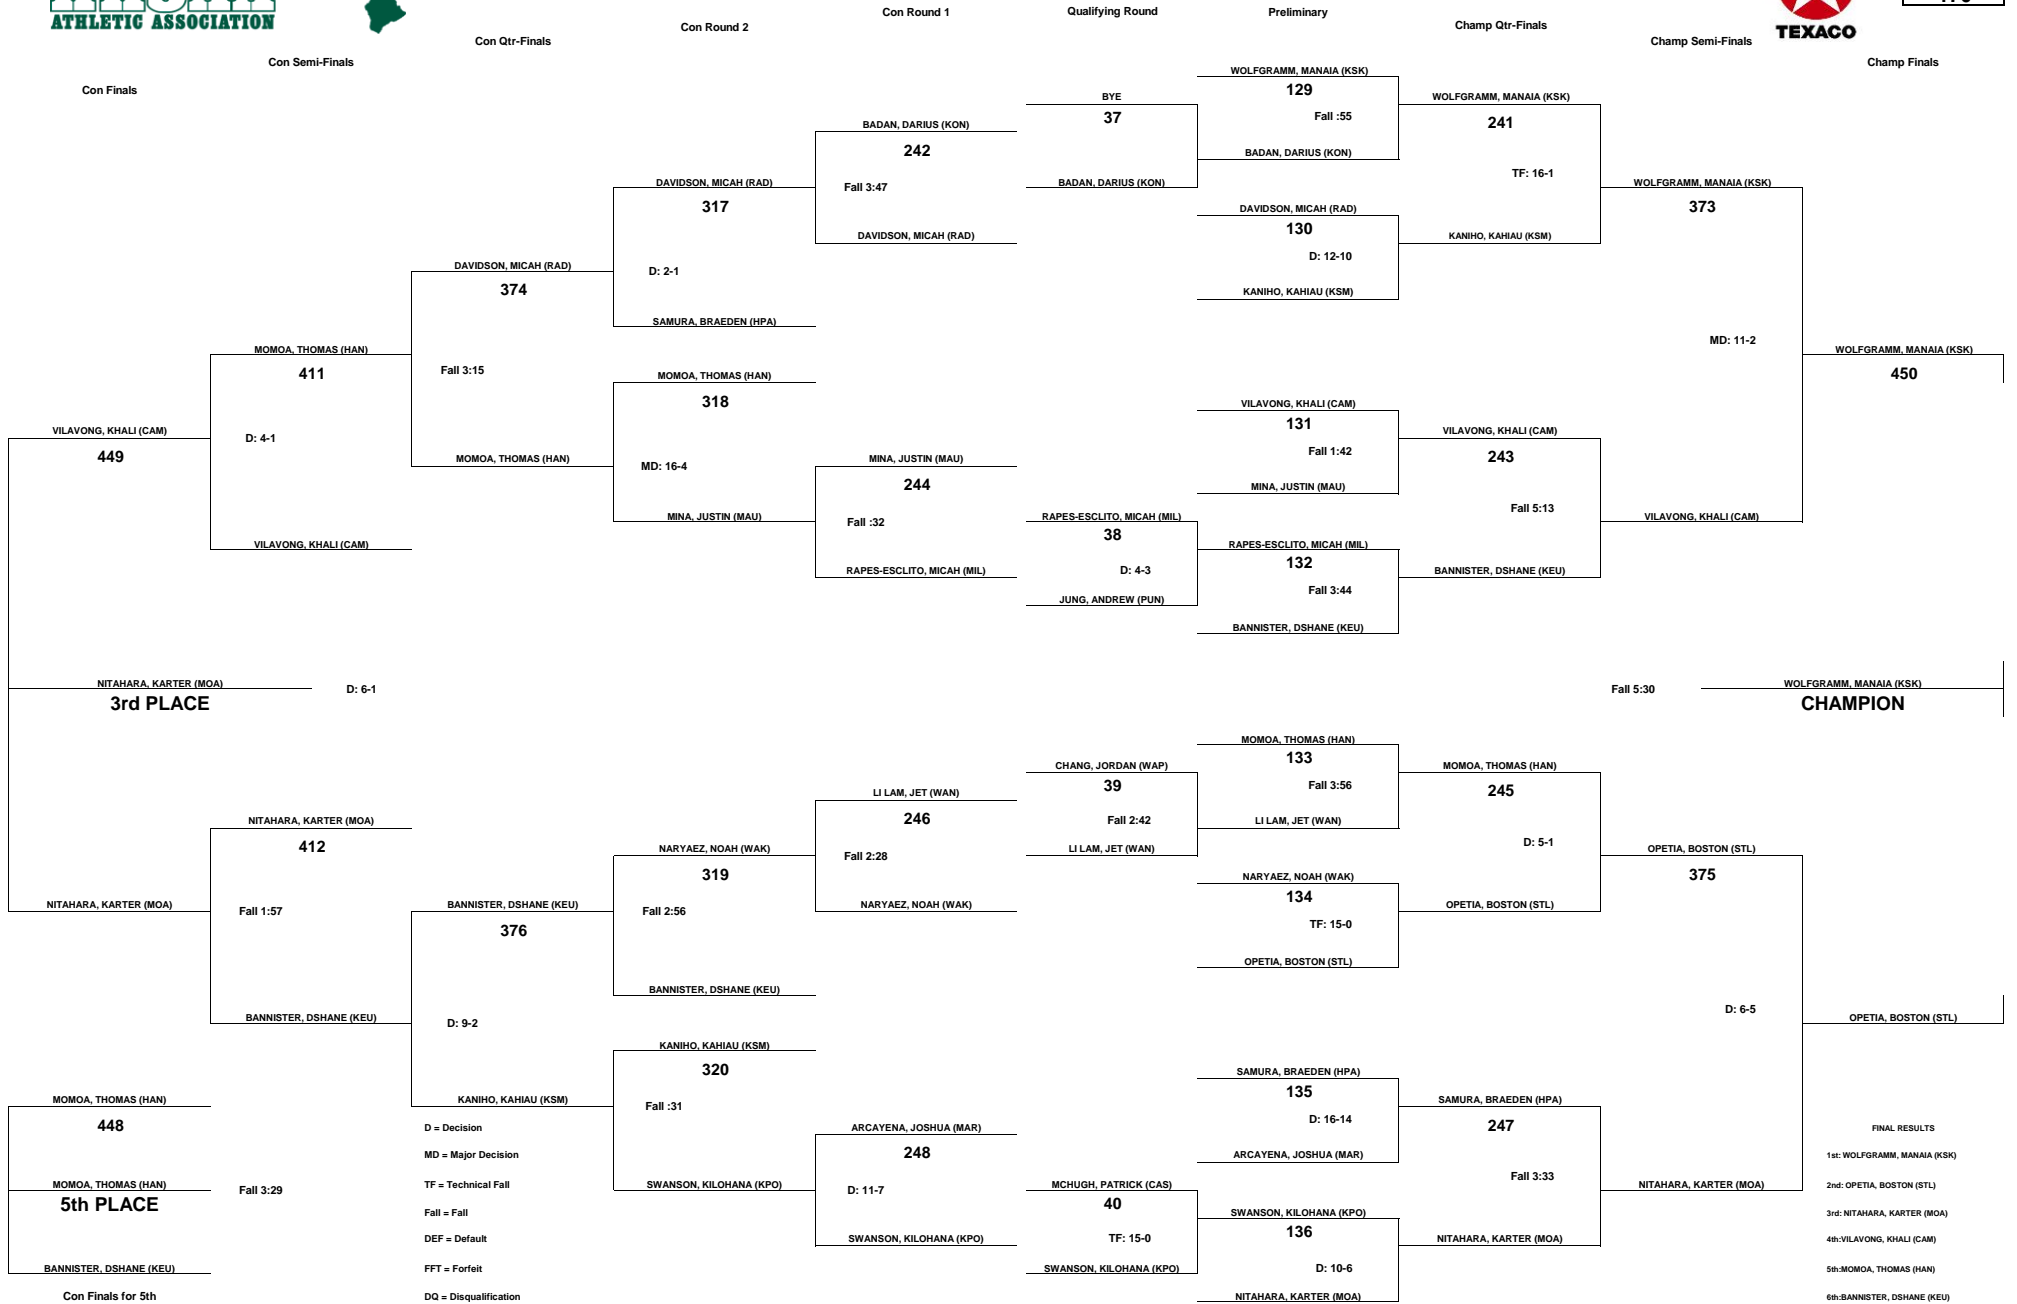 ATHLETIC ASSOCIATION
TEXACO
Con Finals
Con Semi-Finals
Con Qtr-Finals
Con Round 2
Con Round 1
Qualifying Round
Preliminary
Champ Qtr-Finals
Champ Semi-Finals
Champ Finals
VILAVONG, KHALI (CAM)
449
NITAHARA, KARTER (MOA)
3rd PLACE
D: 6-1
NITAHARA, KARTER (MOA)
MOMOA, THOMAS (HAN)
448
MOMOA, THOMAS (HAN)
5th PLACE
Fall 3:29
BANNISTER, DSHANE (KEU)
Con Finals for 5th
MOMOA, THOMAS (HAN)
411
D: 4-1
VILAVONG, KHALI (CAM)
NITAHARA, KARTER (MOA)
412
Fall 1:57
BANNISTER, DSHANE (KEU)
DAVIDSON, MICAH (RAD)
374
Fall 3:15
MOMOA, THOMAS (HAN)
BANNISTER, DSHANE (KEU)
376
D: 9-2
KANIHO, KAHIAU (KSM)
D = Decision
MD = Major Decision
TF = Technical Fall
Fall = Fall
DEF = Default
FFT = Forfeit
DQ = Disqualification
DAVIDSON, MICAH (RAD)
317
D: 2-1
SAMURA, BRAEDEN (HPA)
MOMOA, THOMAS (HAN)
318
MD: 16-4
MINA, JUSTIN (MAU)
NARYAEZ, NOAH (WAK)
319
Fall 2:56
BANNISTER, DSHANE (KEU)
KANIHO, KAHIAU (KSM)
320
Fall :31
SWANSON, KILOHANA (KPO)
BADAN, DARIUS (KON)
242
Fall 3:47
DAVIDSON, MICAH (RAD)
MINA, JUSTIN (MAU)
244
Fall :32
RAPES-ESCLITO, MICAH (MIL)
LI LAM, JET (WAN)
246
Fall 2:28
NARYAEZ, NOAH (WAK)
ARCAYENA, JOSHUA (MAR)
248
D: 11-7
SWANSON, KILOHANA (KPO)
BYE
37
BADAN, DARIUS (KON)
RAPES-ESCLITO, MICAH (MIL)
38
D: 4-3
JUNG, ANDREW (PUN)
CHANG, JORDAN (WAP)
39
Fall 2:42
LI LAM, JET (WAN)
MCHUGH, PATRICK (CAS)
40
TF: 15-0
SWANSON, KILOHANA (KPO)
WOLFGRAMM, MANAIA (KSK)
129
Fall :55
BADAN, DARIUS (KON)
DAVIDSON, MICAH (RAD)
130
D: 12-10
KANIHO, KAHIAU (KSM)
VILAVONG, KHALI (CAM)
131
Fall 1:42
MINA, JUSTIN (MAU)
RAPES-ESCLITO, MICAH (MIL)
132
Fall 3:44
BANNISTER, DSHANE (KEU)
MOMOA, THOMAS (HAN)
133
Fall 3:56
LI LAM, JET (WAN)
NARYAEZ, NOAH (WAK)
134
TF: 15-0
OPETIA, BOSTON (STL)
SAMURA, BRAEDEN (HPA)
135
D: 16-14
ARCAYENA, JOSHUA (MAR)
SWANSON, KILOHANA (KPO)
136
D: 10-6
NITAHARA, KARTER (MOA)
WOLFGRAMM, MANAIA (KSK)
241
TF: 16-1
KANIHO, KAHIAU (KSM)
VILAVONG, KHALI (CAM)
243
Fall 5:13
BANNISTER, DSHANE (KEU)
MOMOA, THOMAS (HAN)
245
D: 5-1
OPETIA, BOSTON (STL)
SAMURA, BRAEDEN (HPA)
247
Fall 3:33
NITAHARA, KARTER (MOA)
WOLFGRAMM, MANAIA (KSK)
373
MD: 11-2
VILAVONG, KHALI (CAM)
OPETIA, BOSTON (STL)
375
D: 6-5
NITAHARA, KARTER (MOA)
WOLFGRAMM, MANAIA (KSK)
450
Fall 5:30
WOLFGRAMM, MANAIA (KSK)
CHAMPION
OPETIA, BOSTON (STL)
FINAL RESULTS
1st: WOLFGRAMM, MANAIA (KSK)
2nd: OPETIA, BOSTON (STL)
3rd: NITAHARA, KARTER (MOA)
4th:VILAVONG, KHALI (CAM)
5th:MOMOA, THOMAS (HAN)
6th:BANNISTER, DSHANE (KEU)